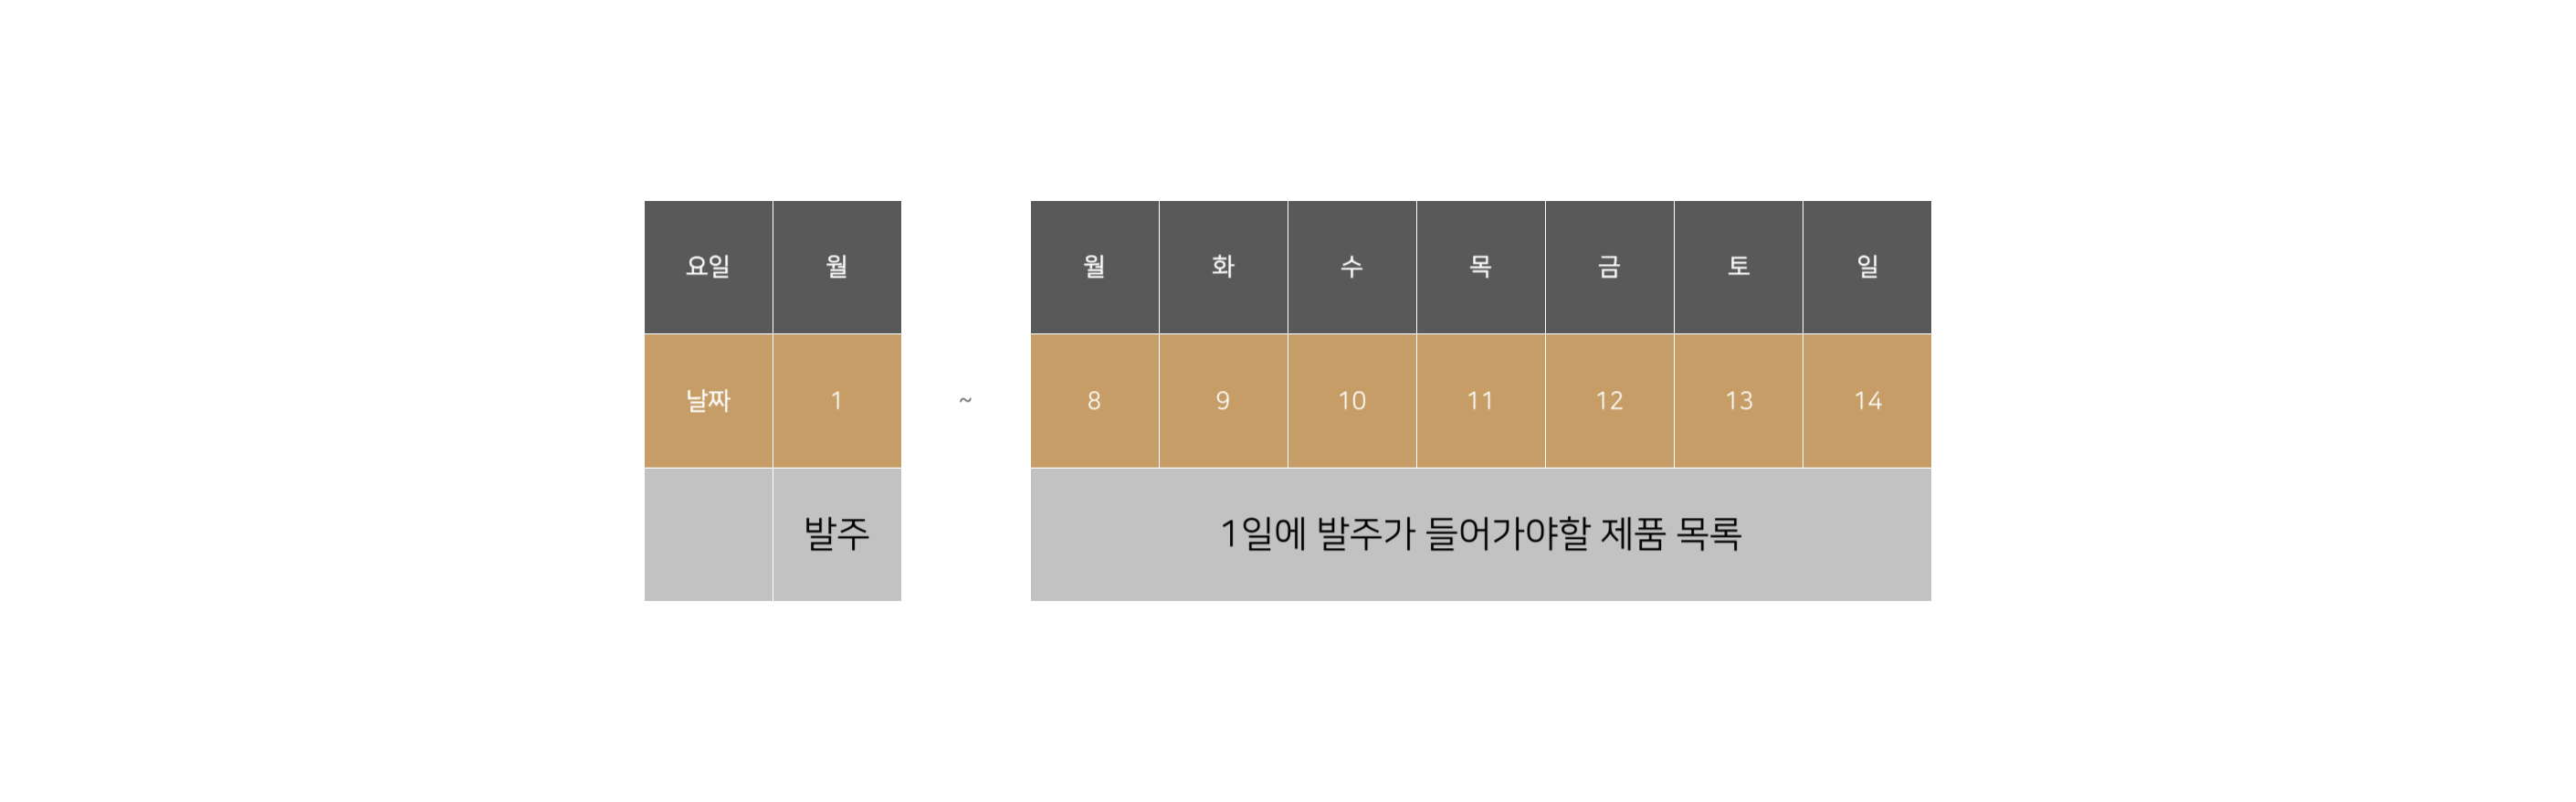 요일 월 월 화 수 목 금 토 일
날짜 1 ~ 8 9 10 11 12 13 14
발주 1일에 발주가 들어가야할 제품 목록